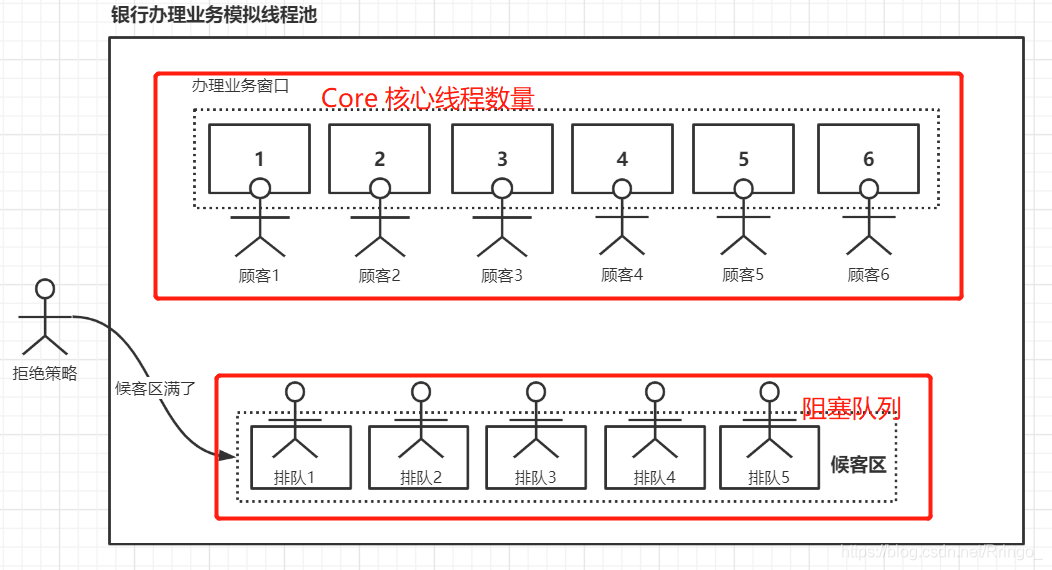 银行办理业务模拟线程池
办理业务窗口
Core 核心线程数量
1 2 3 4 5 6
顾客1 顾客2 顾客3 顾客4 顾客5 顾客6
拒绝策略
候客区满了
阻塞队列
候客区
排队1 排队2 排队3 排队4 排队5
https://blog.csdn.net/Rringo_